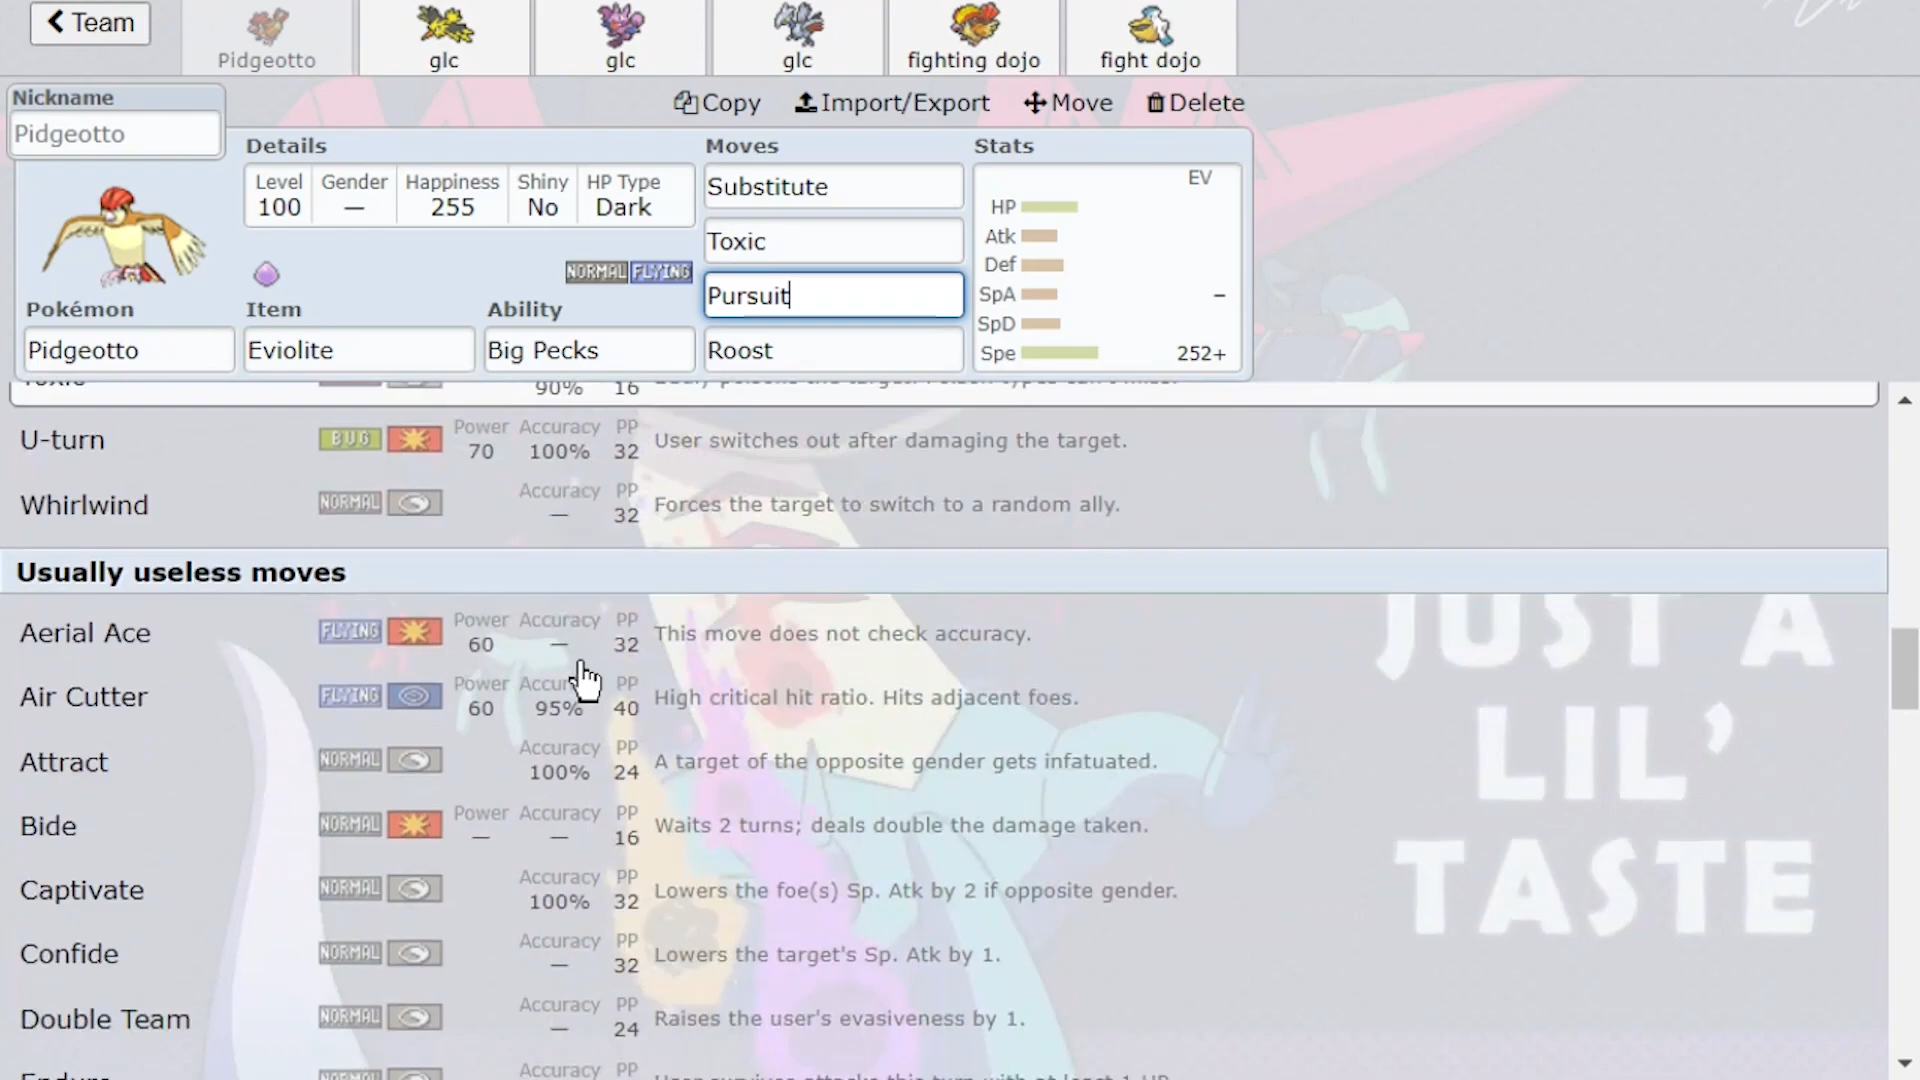 Team
Pidgeotto
glc
glc
glc
fighting dojo
fight dojo
Nickname
Pidgeotto
Copy
Import/Export
Move
Delete
Details
Level
100
Gender
—
Happiness
255
Shiny
No
HP Type
Dark
NORMAL FLYING
Pokémon
Pidgeotto
Item
Eviolite
Ability
Big Pecks
Moves
Substitute
Toxic
Pursuit
Roost
Stats
EV
HP
Atk
Def
SpA –
SpD
Spe 252+
90% 16
U-turn BUG Power 70 Accuracy 100% PP 32 User switches out after damaging the target.
Whirlwind NORMAL Accuracy — PP 32 Forces the target to switch to a random ally.
Usually useless moves
Aerial Ace FLYING Power 60 Accuracy — PP 32 This move does not check accuracy.
Air Cutter FLYING Power 60 95% PP 40 High critical hit ratio. Hits adjacent foes.
Attract NORMAL Accuracy 100% PP 24 A target of the opposite gender gets infatuated.
Bide NORMAL Power — Accuracy — PP 16 Waits 2 turns; deals double the damage taken.
Captivate NORMAL Accuracy 100% PP 32 Lowers the foe(s) Sp. Atk by 2 if opposite gender.
Confide NORMAL Accuracy — PP 32 Lowers the target's Sp. Atk by 1.
Double Team NORMAL Accuracy — PP 24 Raises the user's evasiveness by 1.
Accuracy PP
JUST A
LIL'
TASTE